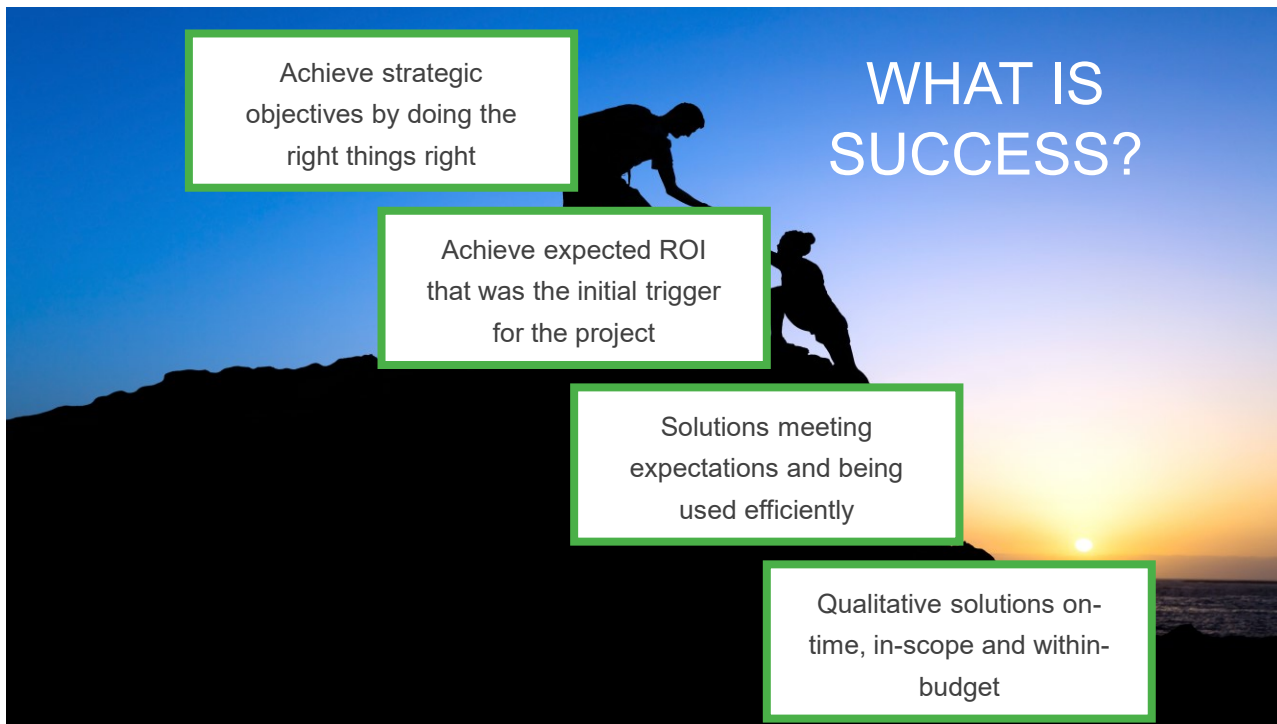 WHAT IS
SUCCESS?
Achieve strategic
objectives by doing the
right things right
Achieve expected ROI
that was the initial trigger
for the project
Solutions meeting
expectations and being
used efficiently
Qualitative solutions on-
time, in-scope and within-
budget